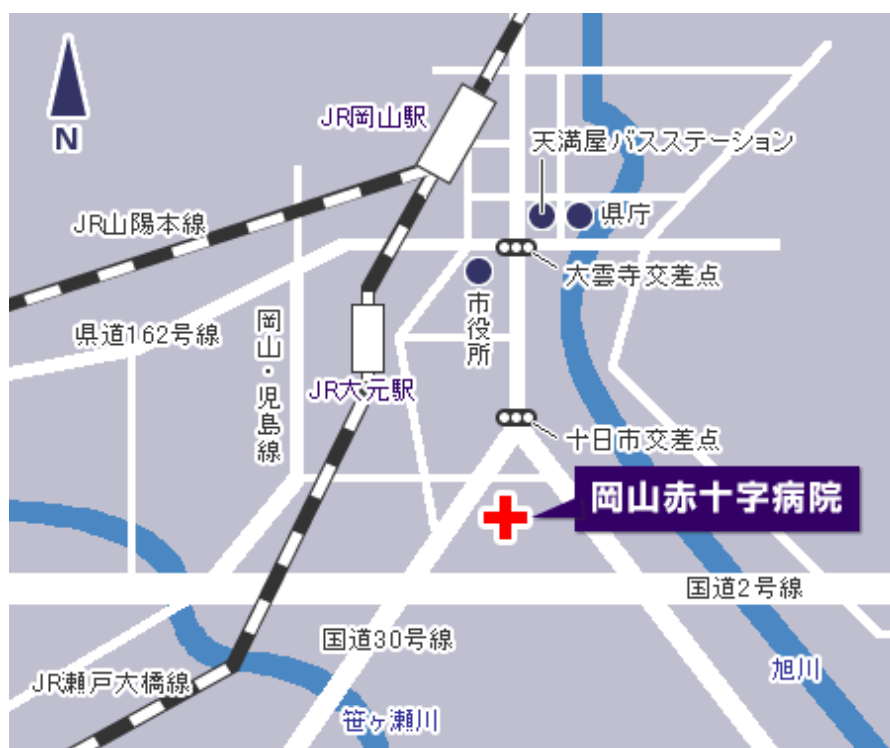 JR岡山駅
天満屋バスステーション
JR山陽本線
県庁
大雲寺交差点
市役所
県道162号線
岡山・児島線
JR大元駅
十日市交差点
岡山赤十字病院
国道2号線
国道30号線
旭川
JR瀬戸大橋線
笹ヶ瀬川
N